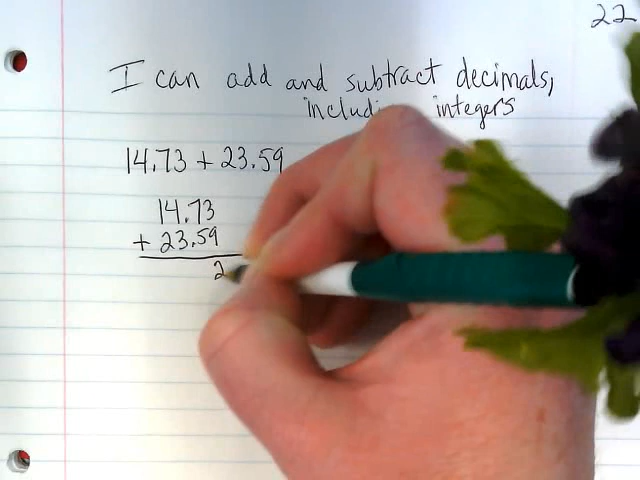 22
I can add and subtract decimals,
integers
14.73 + 23.59
14.73
+ 23.59
2